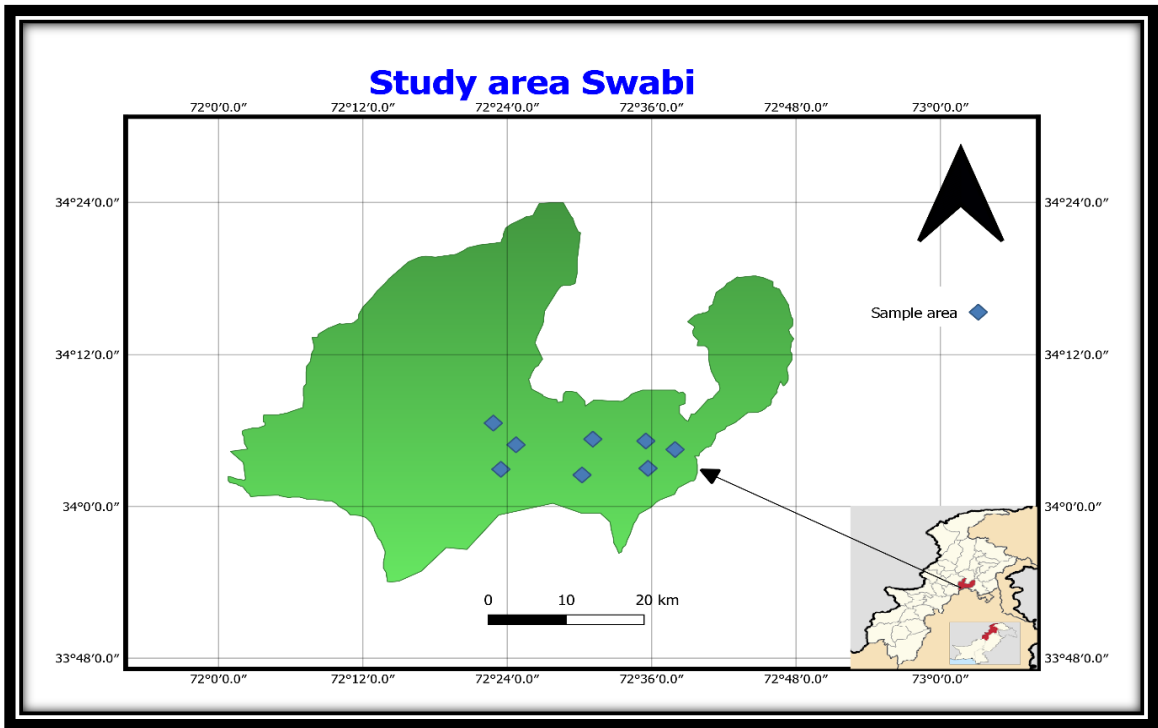 Study area Swabi
72°0'0.0″ 72°12'0.0″ 72°24'0.0″ 72°36'0.0″ 72°48'0.0″ 73°0'0.0″
34°24'0.0″ 34°24'0.0″
Sample area
34°12'0.0″ 34°12'0.0″
34°0'0.0″ 34°0'0.0″
0 10 20 km
33°48'0.0″ 33°48'0.0″
72°0'0.0″ 72°12'0.0″ 72°24'0.0″ 72°36'0.0″ 72°48'0.0″ 73°0'0.0″